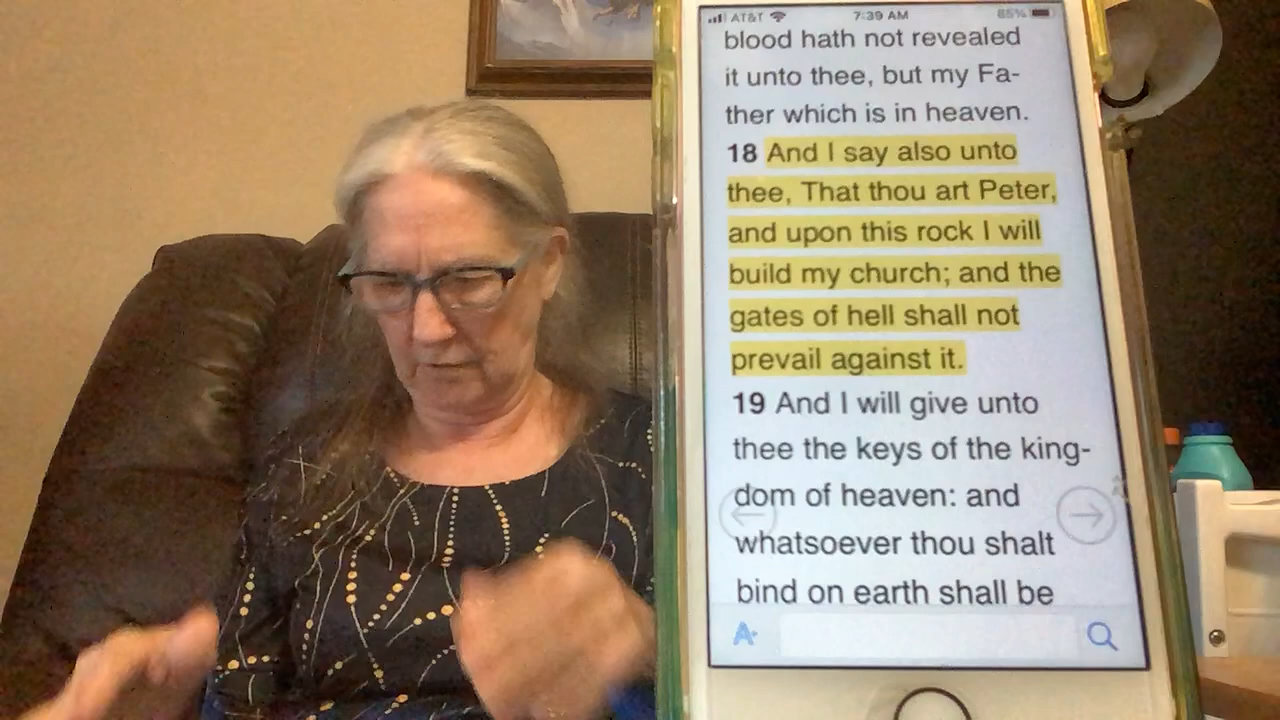 AT&T 7:39 AM 85%
blood hath not revealed
it unto thee, but my Fa-
ther which is in heaven.
18 And I say also unto
thee, That thou art Peter,
and upon this rock I will
build my church; and the
gates of hell shall not
prevail against it.
19 And I will give unto
thee the keys of the king-
dom of heaven: and
whatsoever thou shalt
bind on earth shall be
A